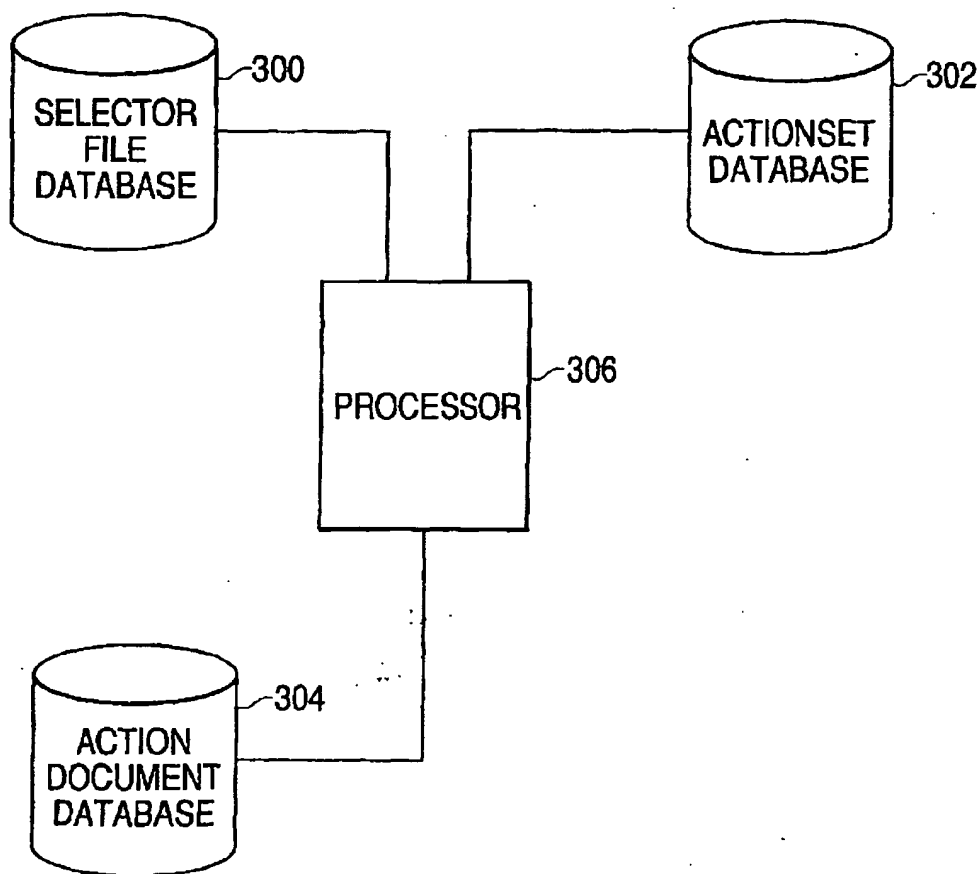 300
SELECTOR
FILE
DATABASE
302
ACTIONSET
DATABASE
306
PROCESSOR
304
ACTION
DOCUMENT
DATABASE